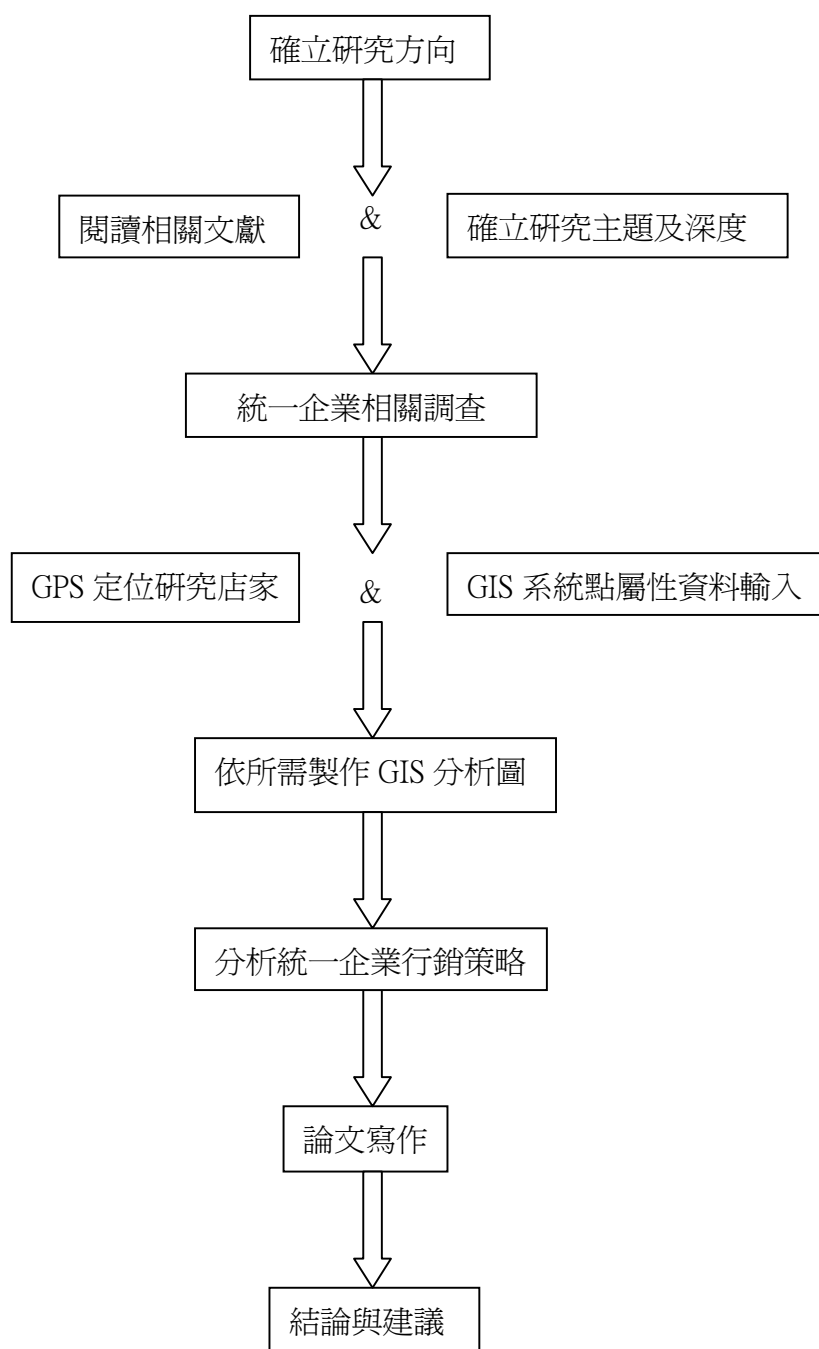 確立研究方向
閱讀相關文獻 & 確立研究主題及深度
統一企業相關調查
GPS 定位研究店家 & GIS 系統點屬性資料輸入
依所需製作 GIS 分析圖
分析統一企業行銷策略
論文寫作
結論與建議